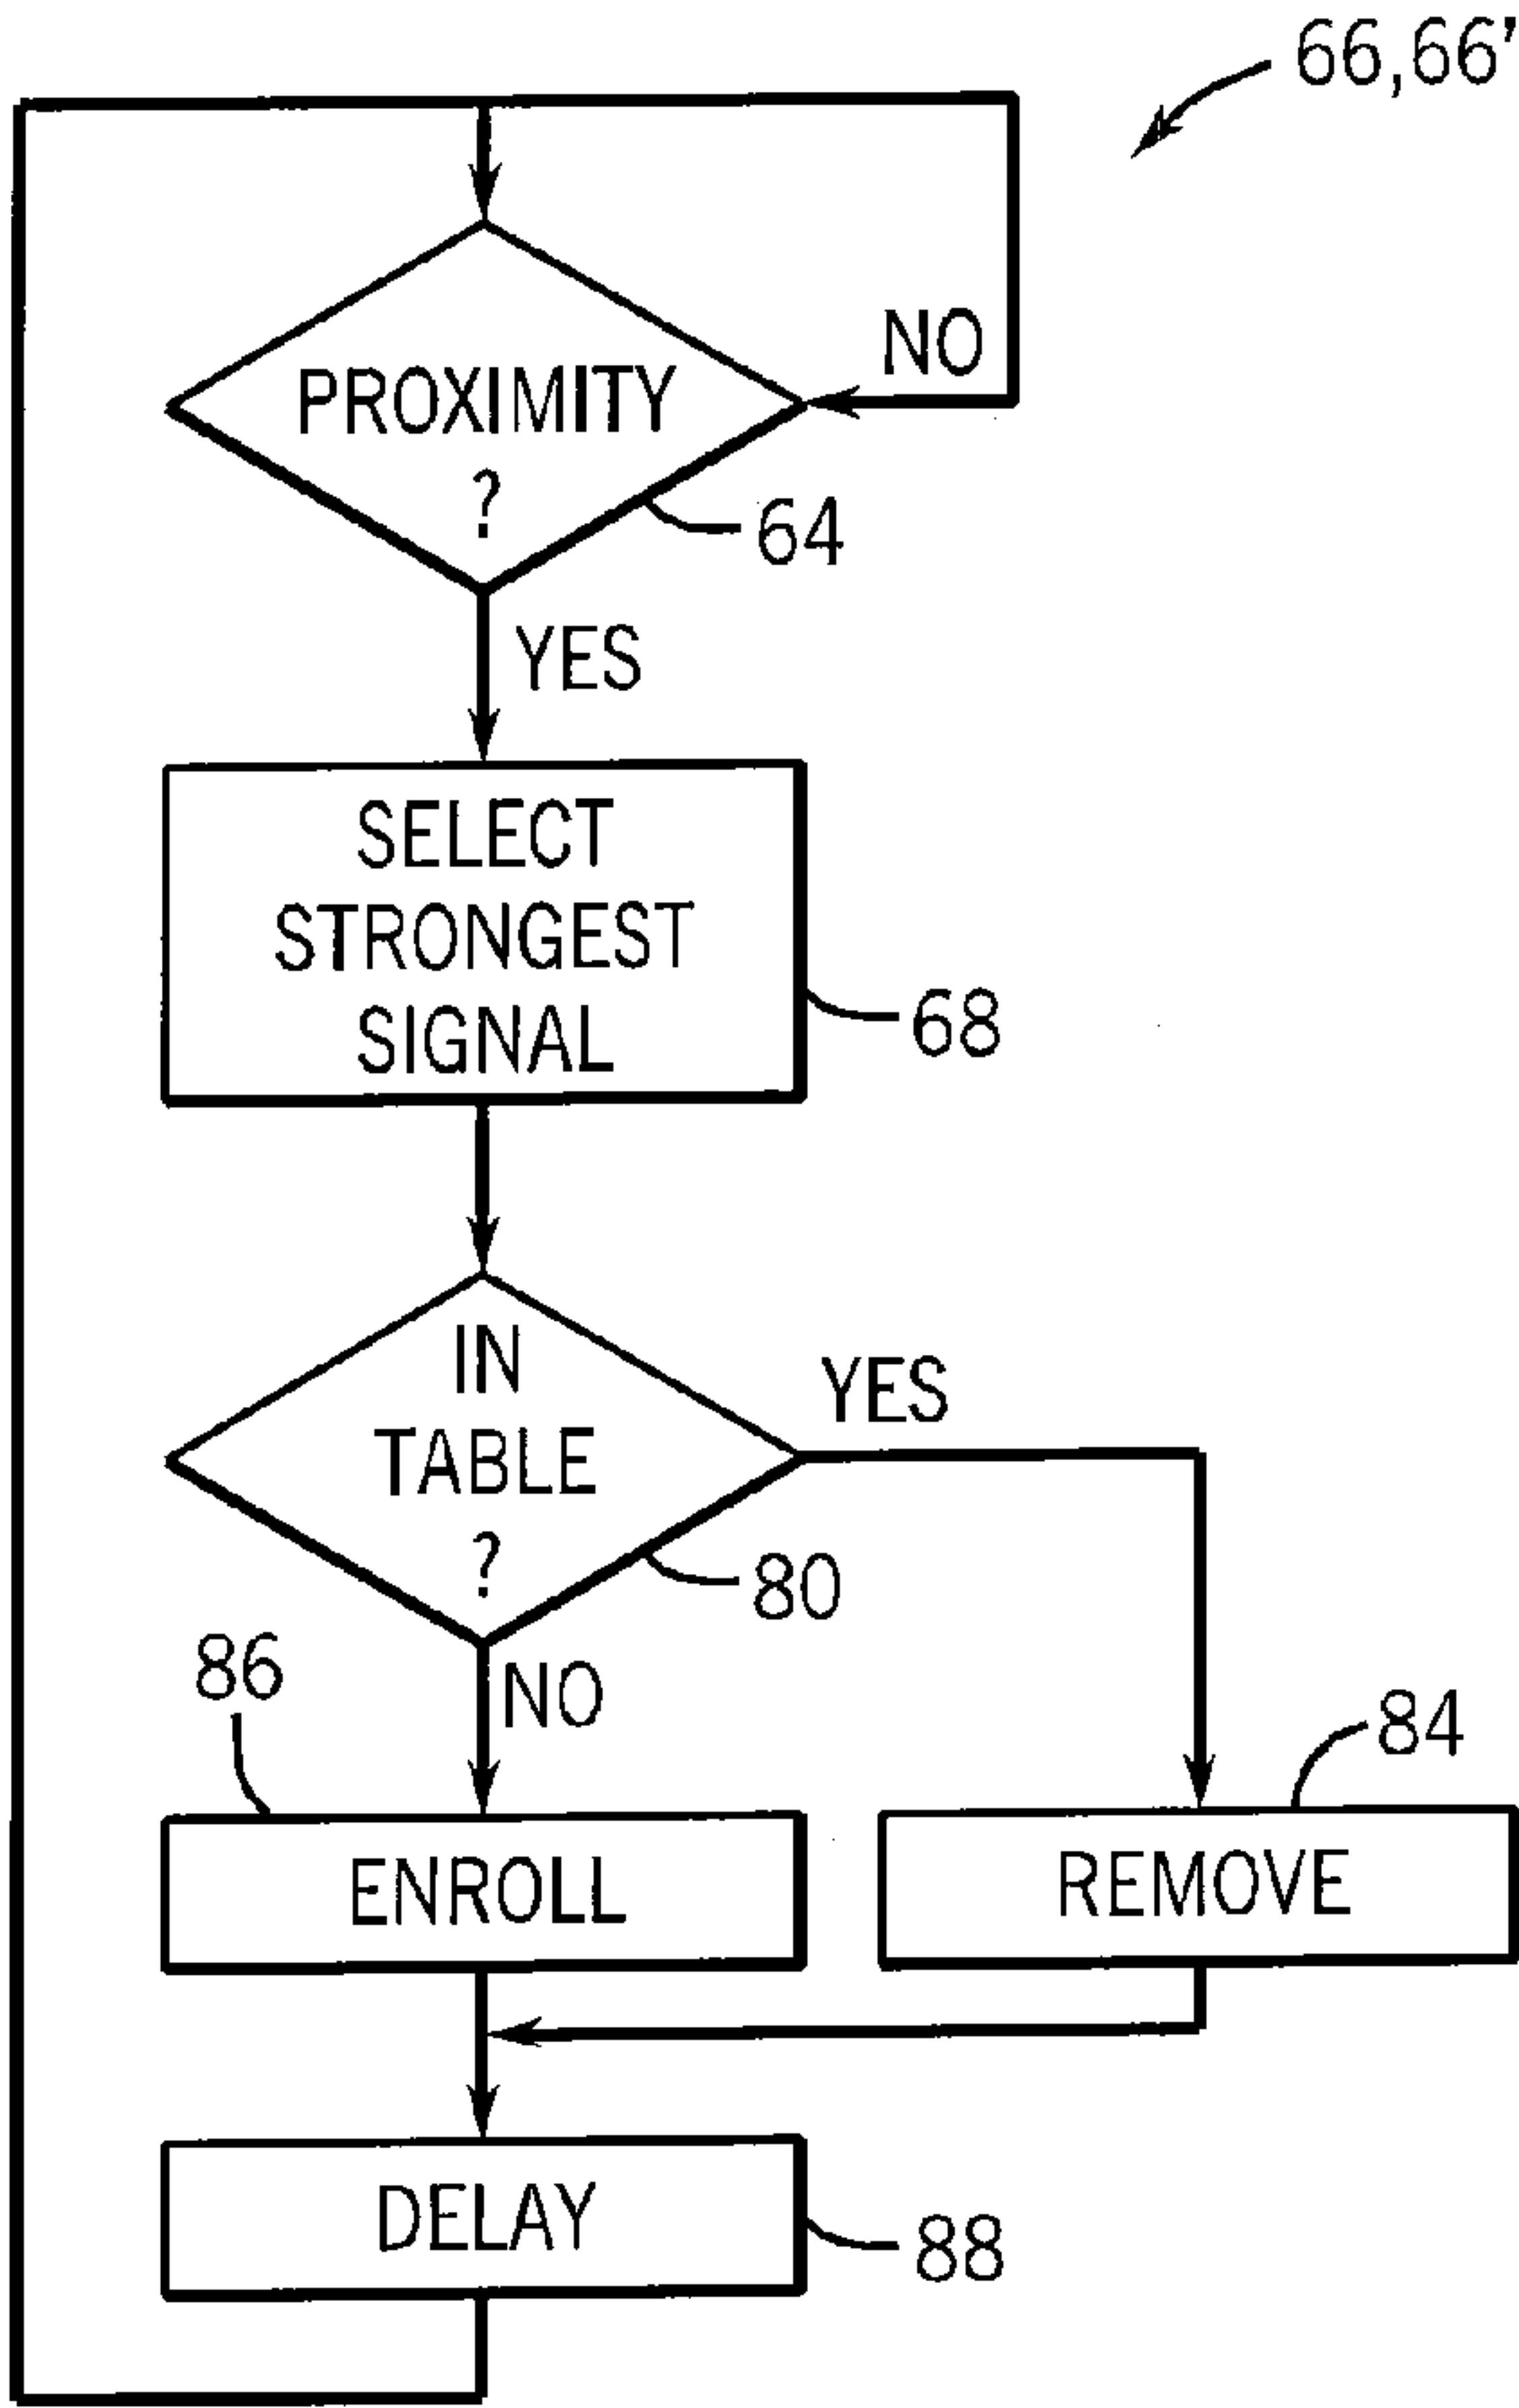 66,66'
NO
PROXIMITY
?
64
YES
SELECT
STRONGEST
SIGNAL
68
IN
TABLE
?
YES
80
86
NO
84
ENROLL
REMOVE
DELAY
88